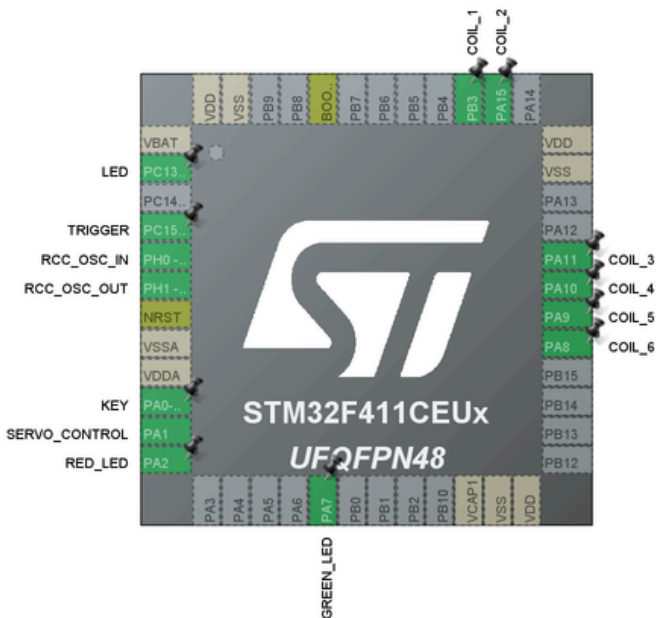 COIL_1
COIL_2
VDD
VSS
PB9
PB8
BOO..
PB7
PB6
PB5
PB4
PB3
PA15
PA14
VBAT
LED PC13..
PC14..
TRIGGER PC15..
RCC_OSC_IN PH0 -..
RCC_OSC_OUT PH1 -..
NRST
VSSA
VDDA
KEY PA0-..
SERVO_CONTROL PA1
RED_LED PA2
VDD
VSS
PA13
PA12
PA11 COIL_3
PA10 COIL_4
PA9 COIL_5
PA8 COIL_6
PB15
PB14
PB13
PB12
ST
STM32F411CEUx
UFQFPN48
PA3
PA4
PA5
PA6
PA7
PB0
PB1
PB2
PB10
VCAP1
VSS
VDD
GREEN_LED